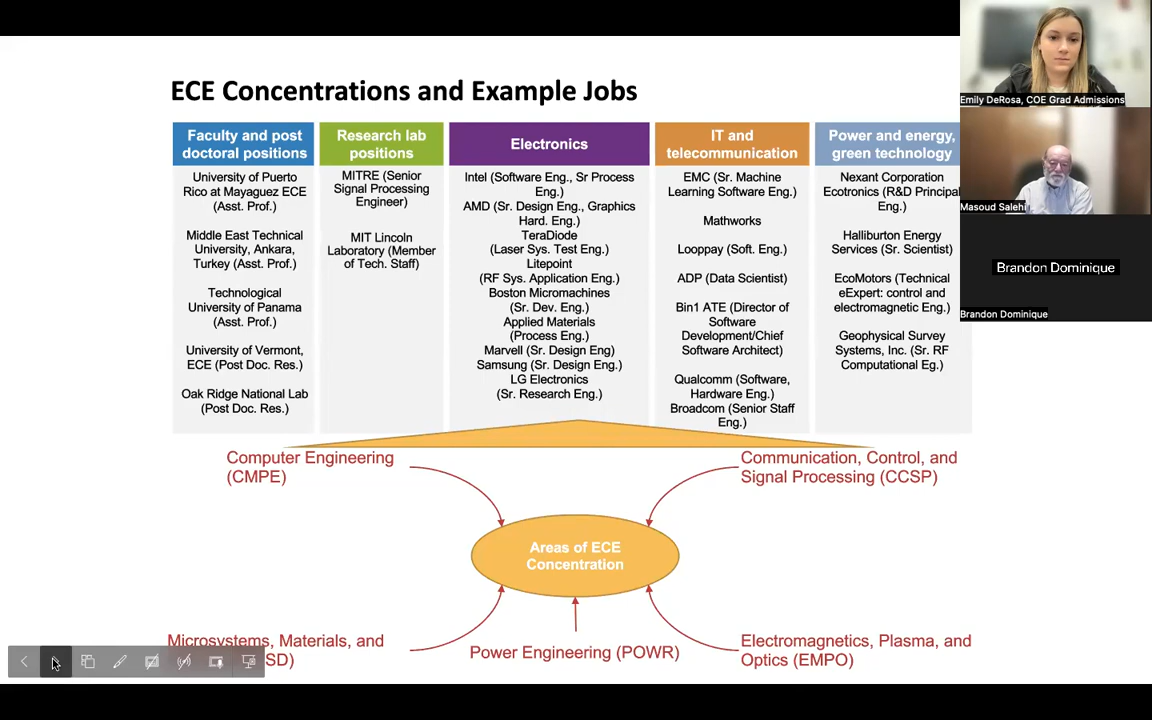 ECE Concentrations and Example Jobs
Faculty and post
doctoral positions
University of Puerto
Rico at Mayaguez ECE
(Asst. Prof.)
Middle East Technical
University, Ankara,
Turkey (Asst. Prof.)
Technological
University of Panama
(Asst. Prof.)
University of Vermont,
ECE (Post Doc. Res.)
Oak Ridge National Lab
(Post Doc. Res.)
Research lab
positions
MITRE (Senior
Signal Processing
Engineer)
MIT Lincoln
Laboratory (Member
of Tech. Staff)
Electronics
Intel (Software Eng., Sr Process
Eng.)
AMD (Sr. Design Eng., Graphics
Hard. Eng.)
TeraDiode
(Laser Sys. Test Eng.)
Litepoint
(RF Sys. Application Eng.)
Boston Micromachines
(Sr. Dev. Eng.)
Applied Materials
(Process Eng.)
Marvell (Sr. Design Eng)
Samsung (Sr. Design Eng.)
LG Electronics
(Sr. Research Eng.)
IT and
telecommunication
EMC (Sr. Machine
Learning Software Eng.)
Mathworks
Looppay (Soft. Eng.)
ADP (Data Scientist)
Bin1 ATE (Director of
Software
Development/Chief
Software Architect)
Qualcomm (Software,
Hardware Eng.)
Broadcom (Senior Staff
Eng.)
Power and energy,
green technology
Nexant Corporation
Ecotronics (R&D Principal
Eng.)
Halliburton Energy
Services (Sr. Scientist)
EcoMotors (Technical
eExpert: control and
electromagnetic Eng.)
Geophysical Survey
Systems, Inc. (Sr. RF
Computational Eg.)
Emily DeRosa, COE Grad Admissions
Masoud Salehi
Brandon Dominique
Brandon Dominique
Computer Engineering
(CMPE)
Communication, Control, and
Signal Processing (CCSP)
Areas of ECE
Concentration
Microsystems, Materials, and
SD)
Power Engineering (POWR)
Electromagnetics, Plasma, and
Optics (EMPO)